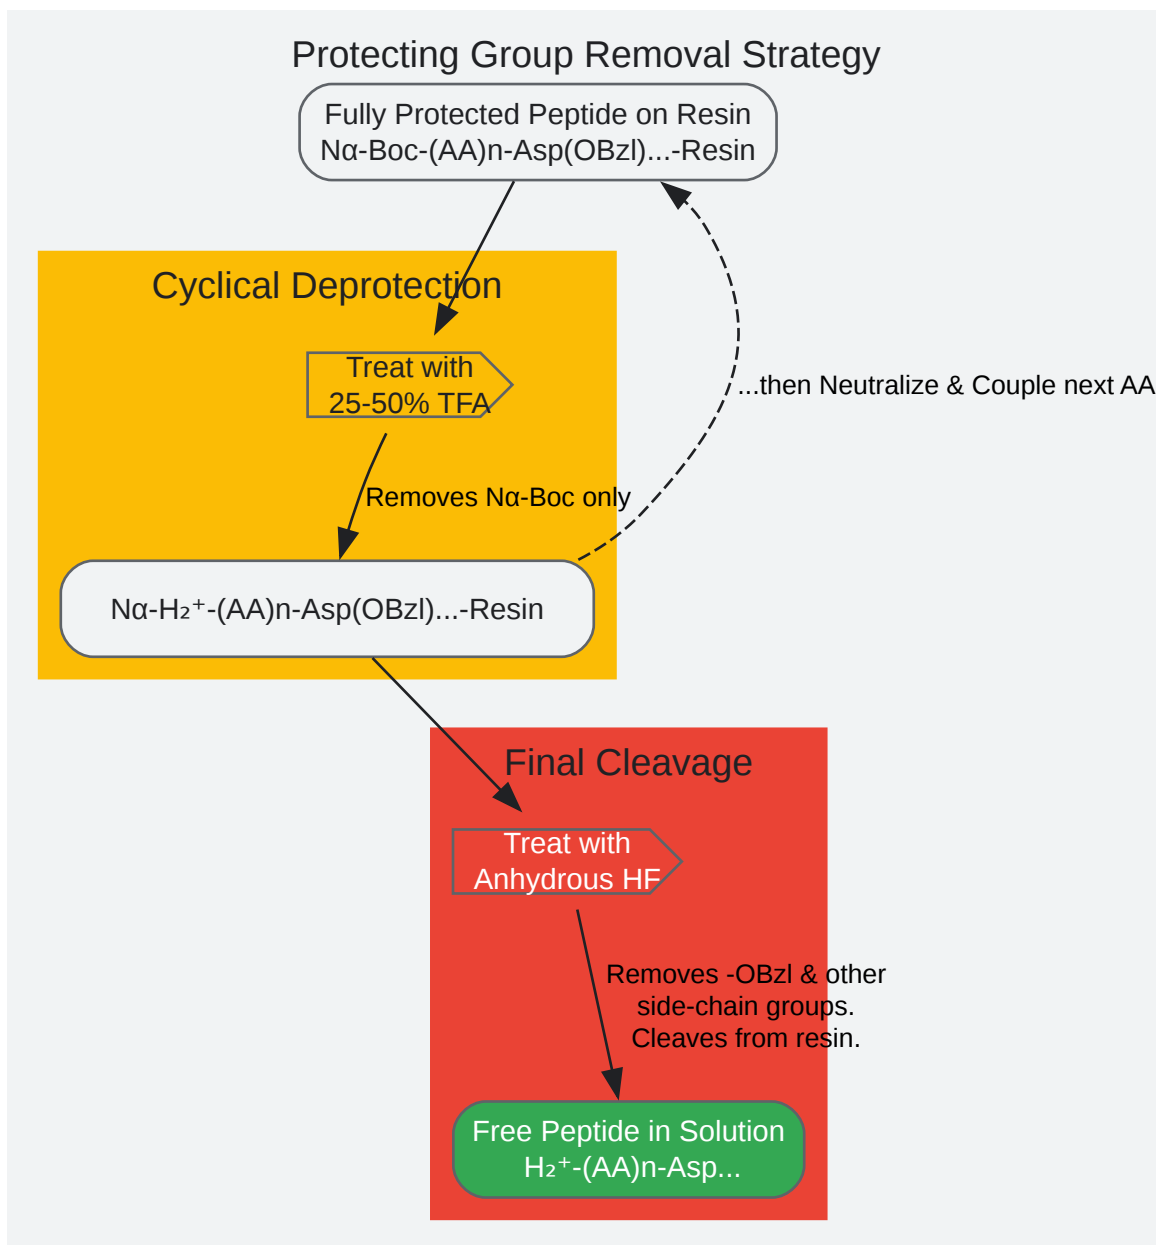 Protecting Group Removal Strategy
Fully Protected Peptide on Resin
Nα-Boc-(AA)n-Asp(OBzl)...-Resin
Cyclical Deprotection
Treat with
25-50% TFA
...then Neutralize & Couple next AA
Removes Nα-Boc only
Nα-H₂⁺-(AA)n-Asp(OBzl)...-Resin
Final Cleavage
Treat with
Anhydrous HF
Removes -OBzl & other
side-chain groups.
Cleaves from resin.
Free Peptide in Solution
H₂⁺-(AA)n-Asp...